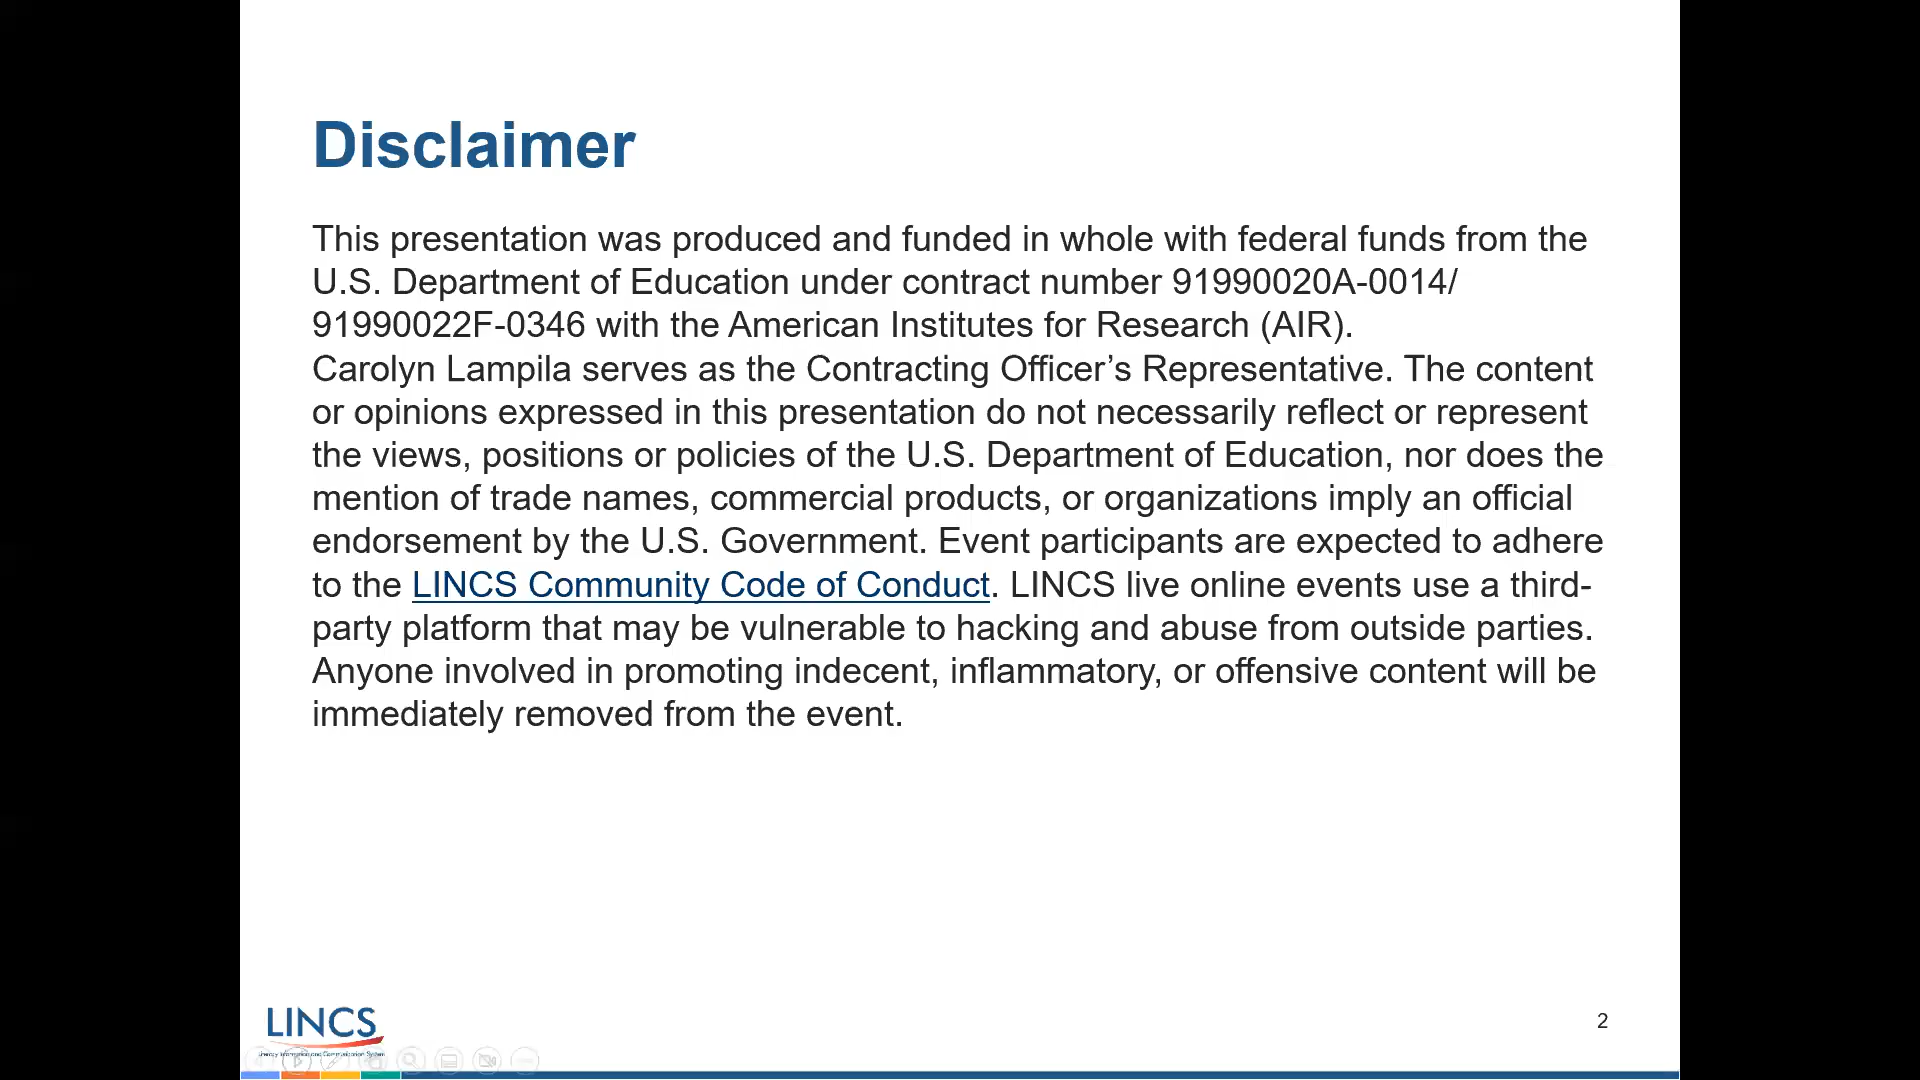 Disclaimer
This presentation was produced and funded in whole with federal funds from the
U.S. Department of Education under contract number 91990020A-0014/
91990022F-0346 with the American Institutes for Research (AIR).
Carolyn Lampila serves as the Contracting Officer’s Representative. The content
or opinions expressed in this presentation do not necessarily reflect or represent
the views, positions or policies of the U.S. Department of Education, nor does the
mention of trade names, commercial products, or organizations imply an official
endorsement by the U.S. Government. Event participants are expected to adhere
to the LINCS Community Code of Conduct. LINCS live online events use a third-
party platform that may be vulnerable to hacking and abuse from outside parties.
Anyone involved in promoting indecent, inflammatory, or offensive content will be
immediately removed from the event.
LINCS
Literacy Information and Communication System
2